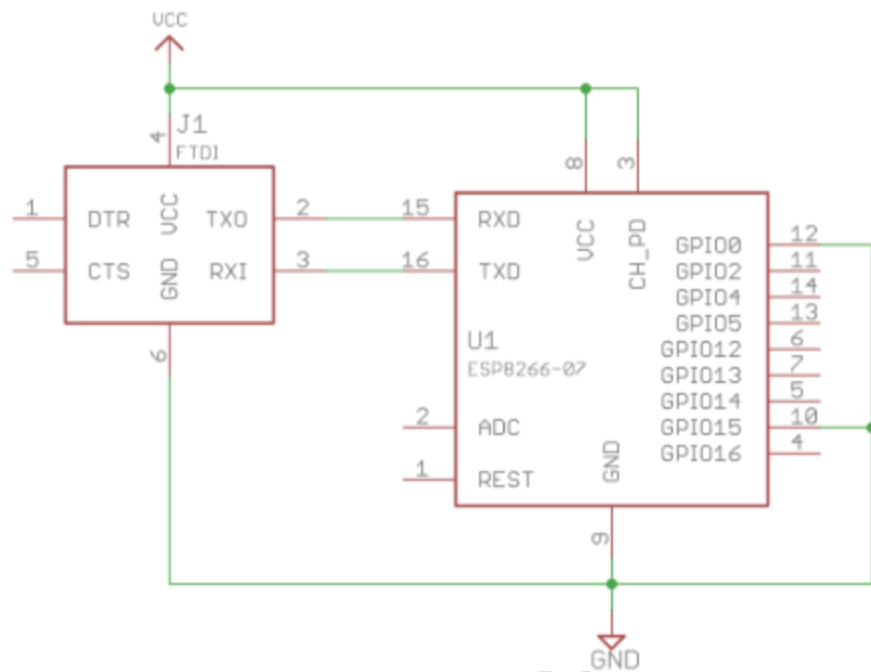 VCC
J1
FTDI
4
1 DTR VCC TXO 2
5 CTS GND RXI 3
6
8 3
15 RXD VCC CH_PD GPIO0 12
16 TXD GPIO2 11
GPIO4 14
GPIO5 13
U1 GPIO12 6
ESP8266-07 GPIO13 7
GPIO14 5
2 ADC GND GPIO15 10
GPIO16 4
1 REST
9
GND